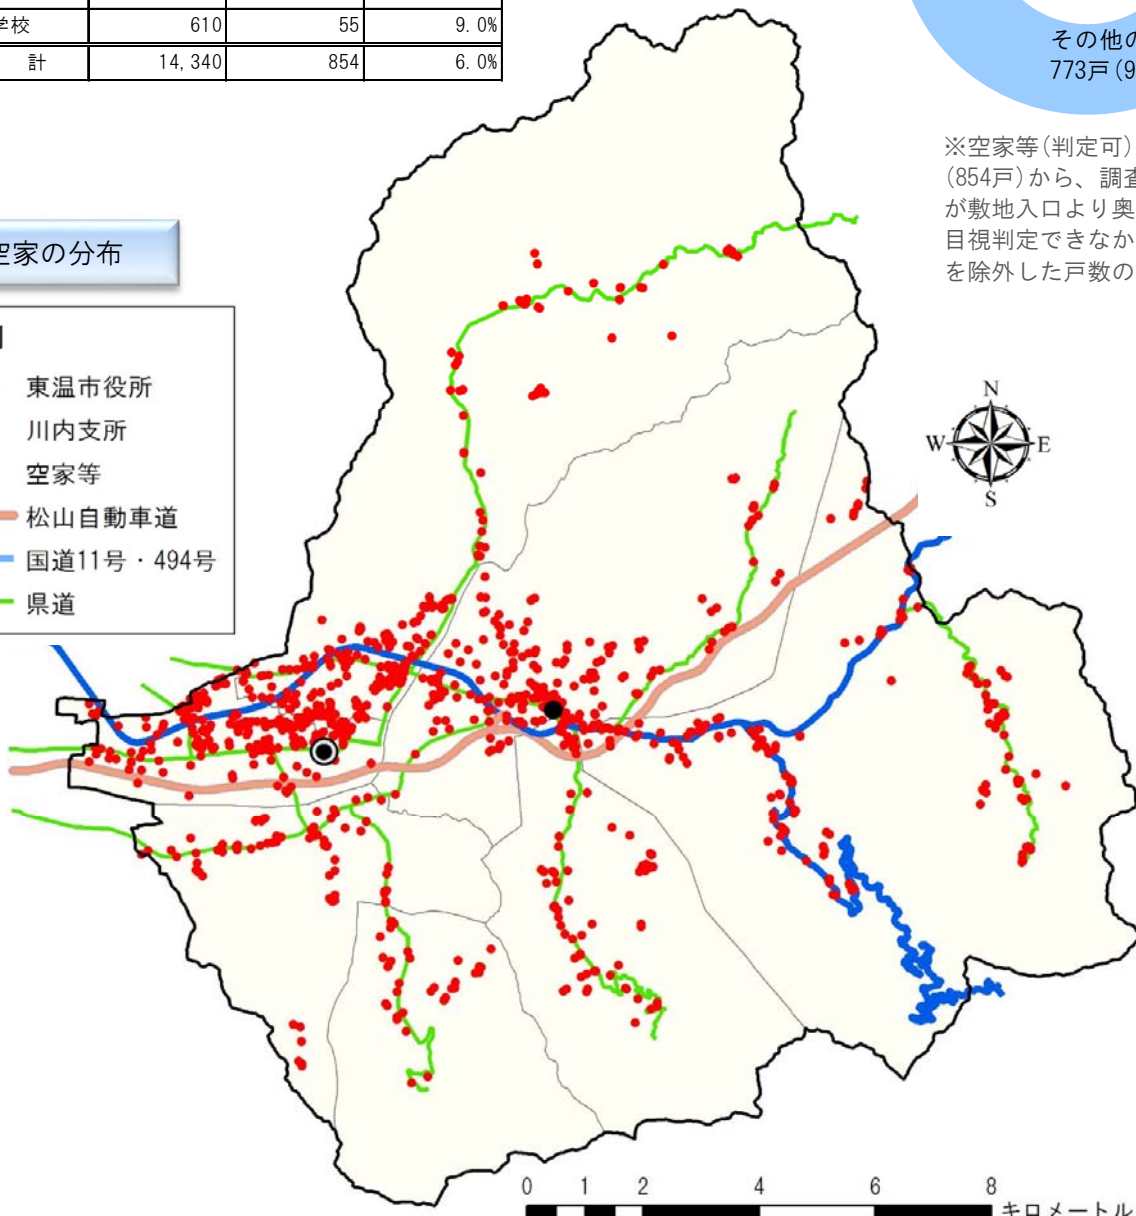 学校 610 55 9.0%
計 14,340 854 6.0%
その他の
773戸(9
※空家等(判定可)
(854戸)から、調査
が敷地入口より奥
目視判定できなか
を除外した戸数の
空家の分布
東温市役所
川内支所
空家等
松山自動車道
国道11号・494号
県道
N
W E
S
0 1 2 4 6 8
キロメートル